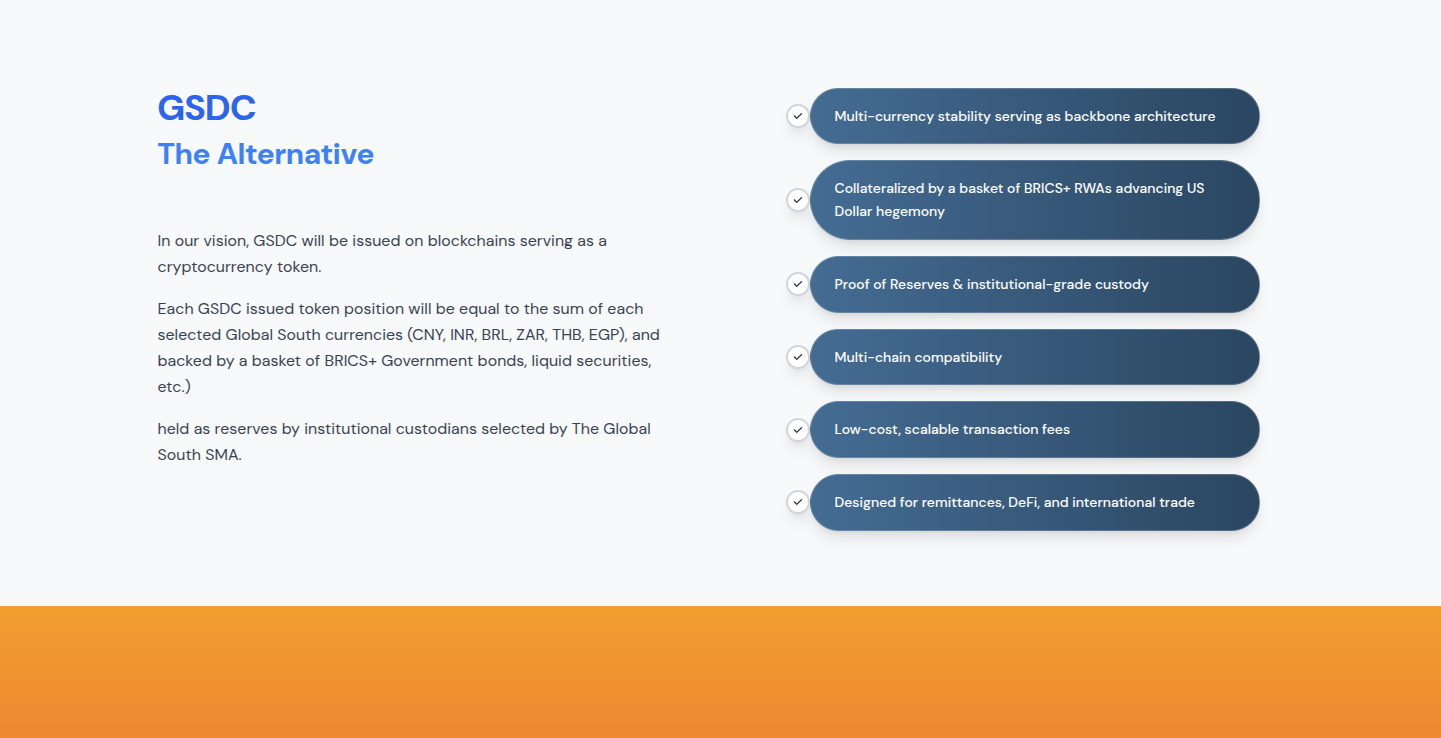 GSDC
The Alternative
In our vision, GSDC will be issued on blockchains serving as a
cryptocurrency token.
Each GSDC issued token position will be equal to the sum of each
selected Global South currencies (CNY, INR, BRL, ZAR, THB, EGP), and
backed by a basket of BRICS+ Government bonds, liquid securities,
etc.)
held as reserves by institutional custodians selected by The Global
South SMA.
Multi-currency stability serving as backbone architecture
Collateralized by a basket of BRICS+ RWAs advancing US
Dollar hegemony
Proof of Reserves & institutional-grade custody
Multi-chain compatibility
Low-cost, scalable transaction fees
Designed for remittances, DeFi, and international trade